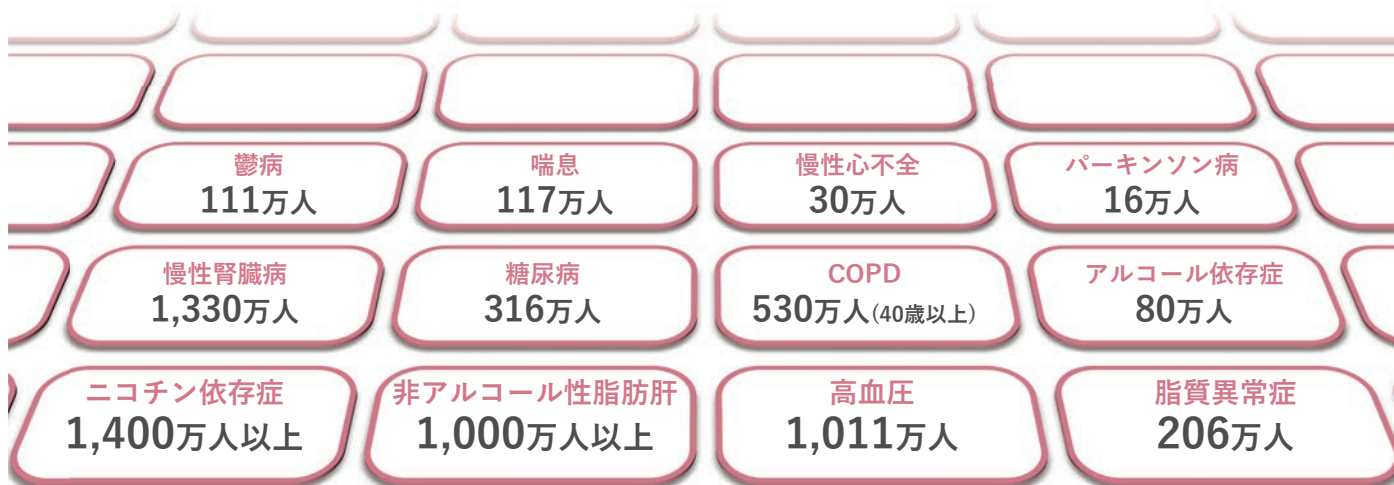 鬱病
111万人
喘息
117万人
慢性心不全
30万人
パーキンソン病
16万人
慢性腎臓病
1,330万人
糖尿病
316万人
COPD
530万人(40歳以上)
アルコール依存症
80万人
ニコチン依存症
1,400万人以上
非アルコール性脂肪肝
1,000万人以上
高血圧
1,011万人
脂質異常症
206万人